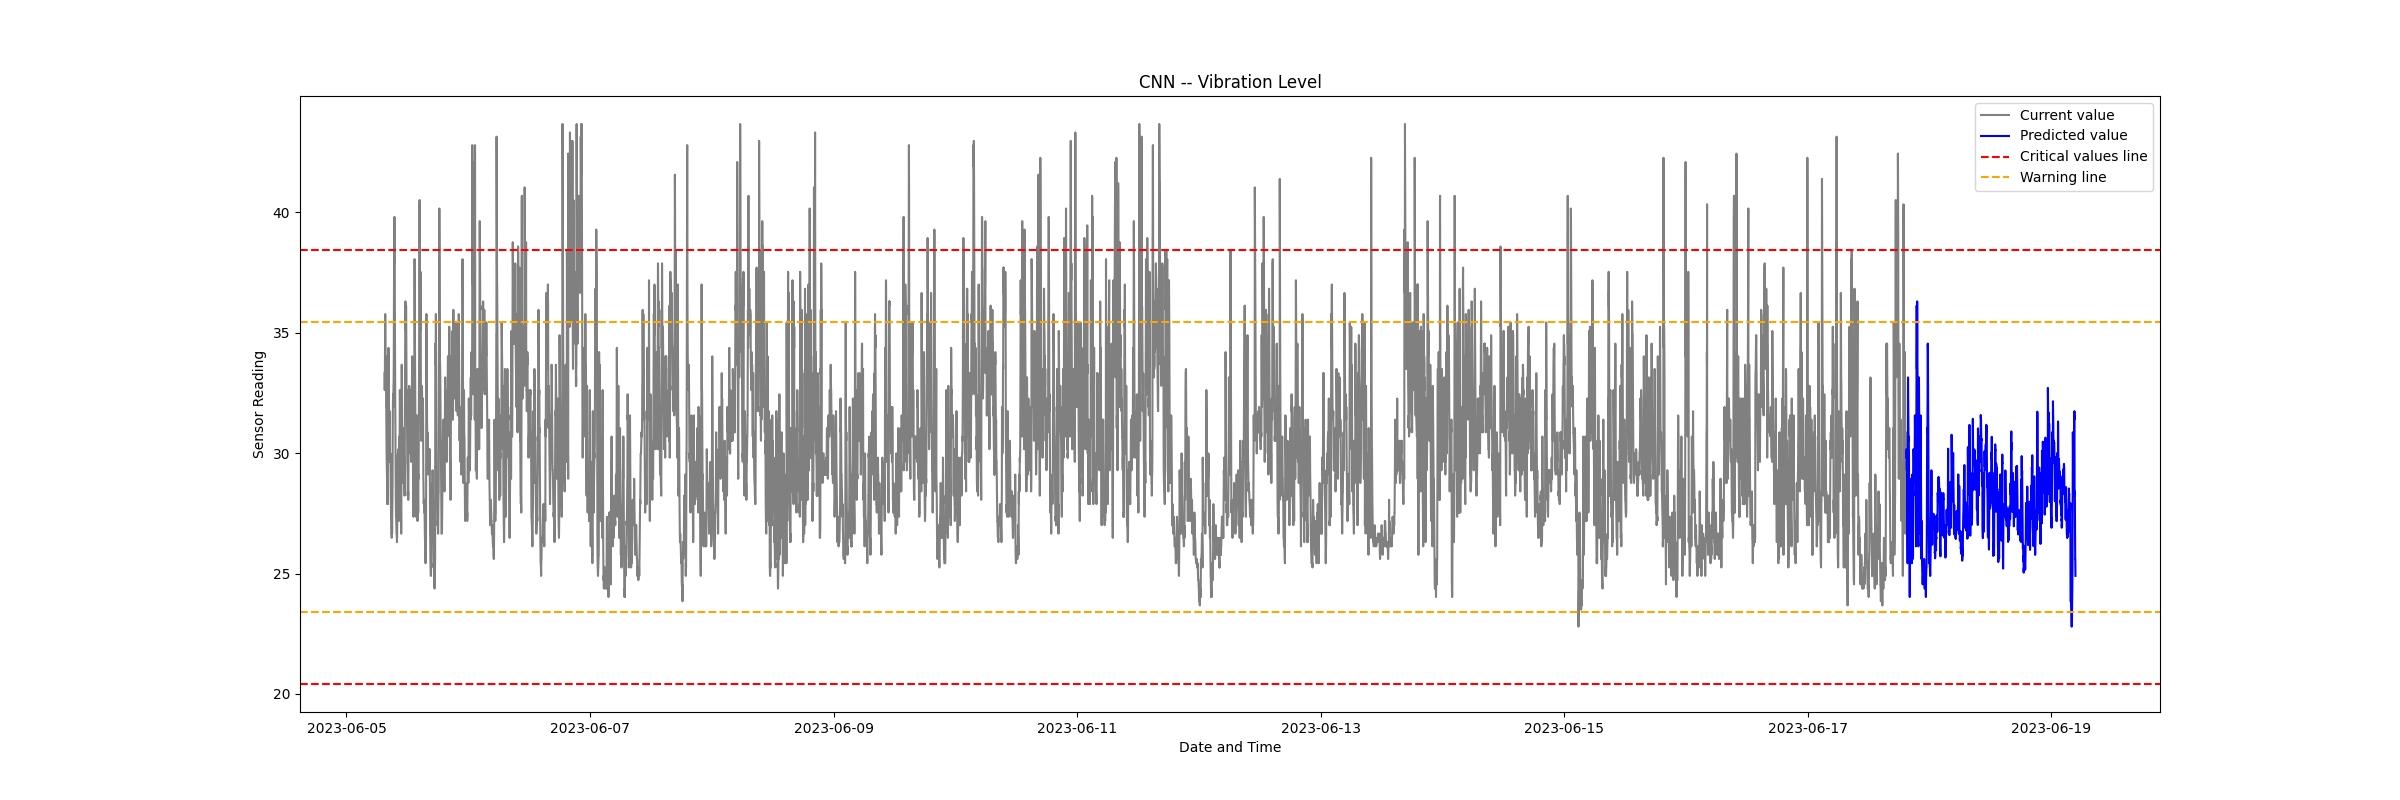 CNN -- Vibration Level
Current value
Predicted value
Critical values line
Warning line
Sensor Reading
40
35
30
25
20
2023-06-05
2023-06-07
2023-06-09
2023-06-11
2023-06-13
2023-06-15
2023-06-17
2023-06-19
Date and Time